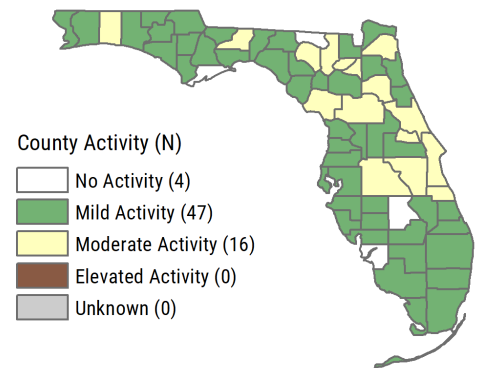 County Activity (N)
No Activity (4)
Mild Activity (47)
Moderate Activity (16)
Elevated Activity (0)
Unknown (0)